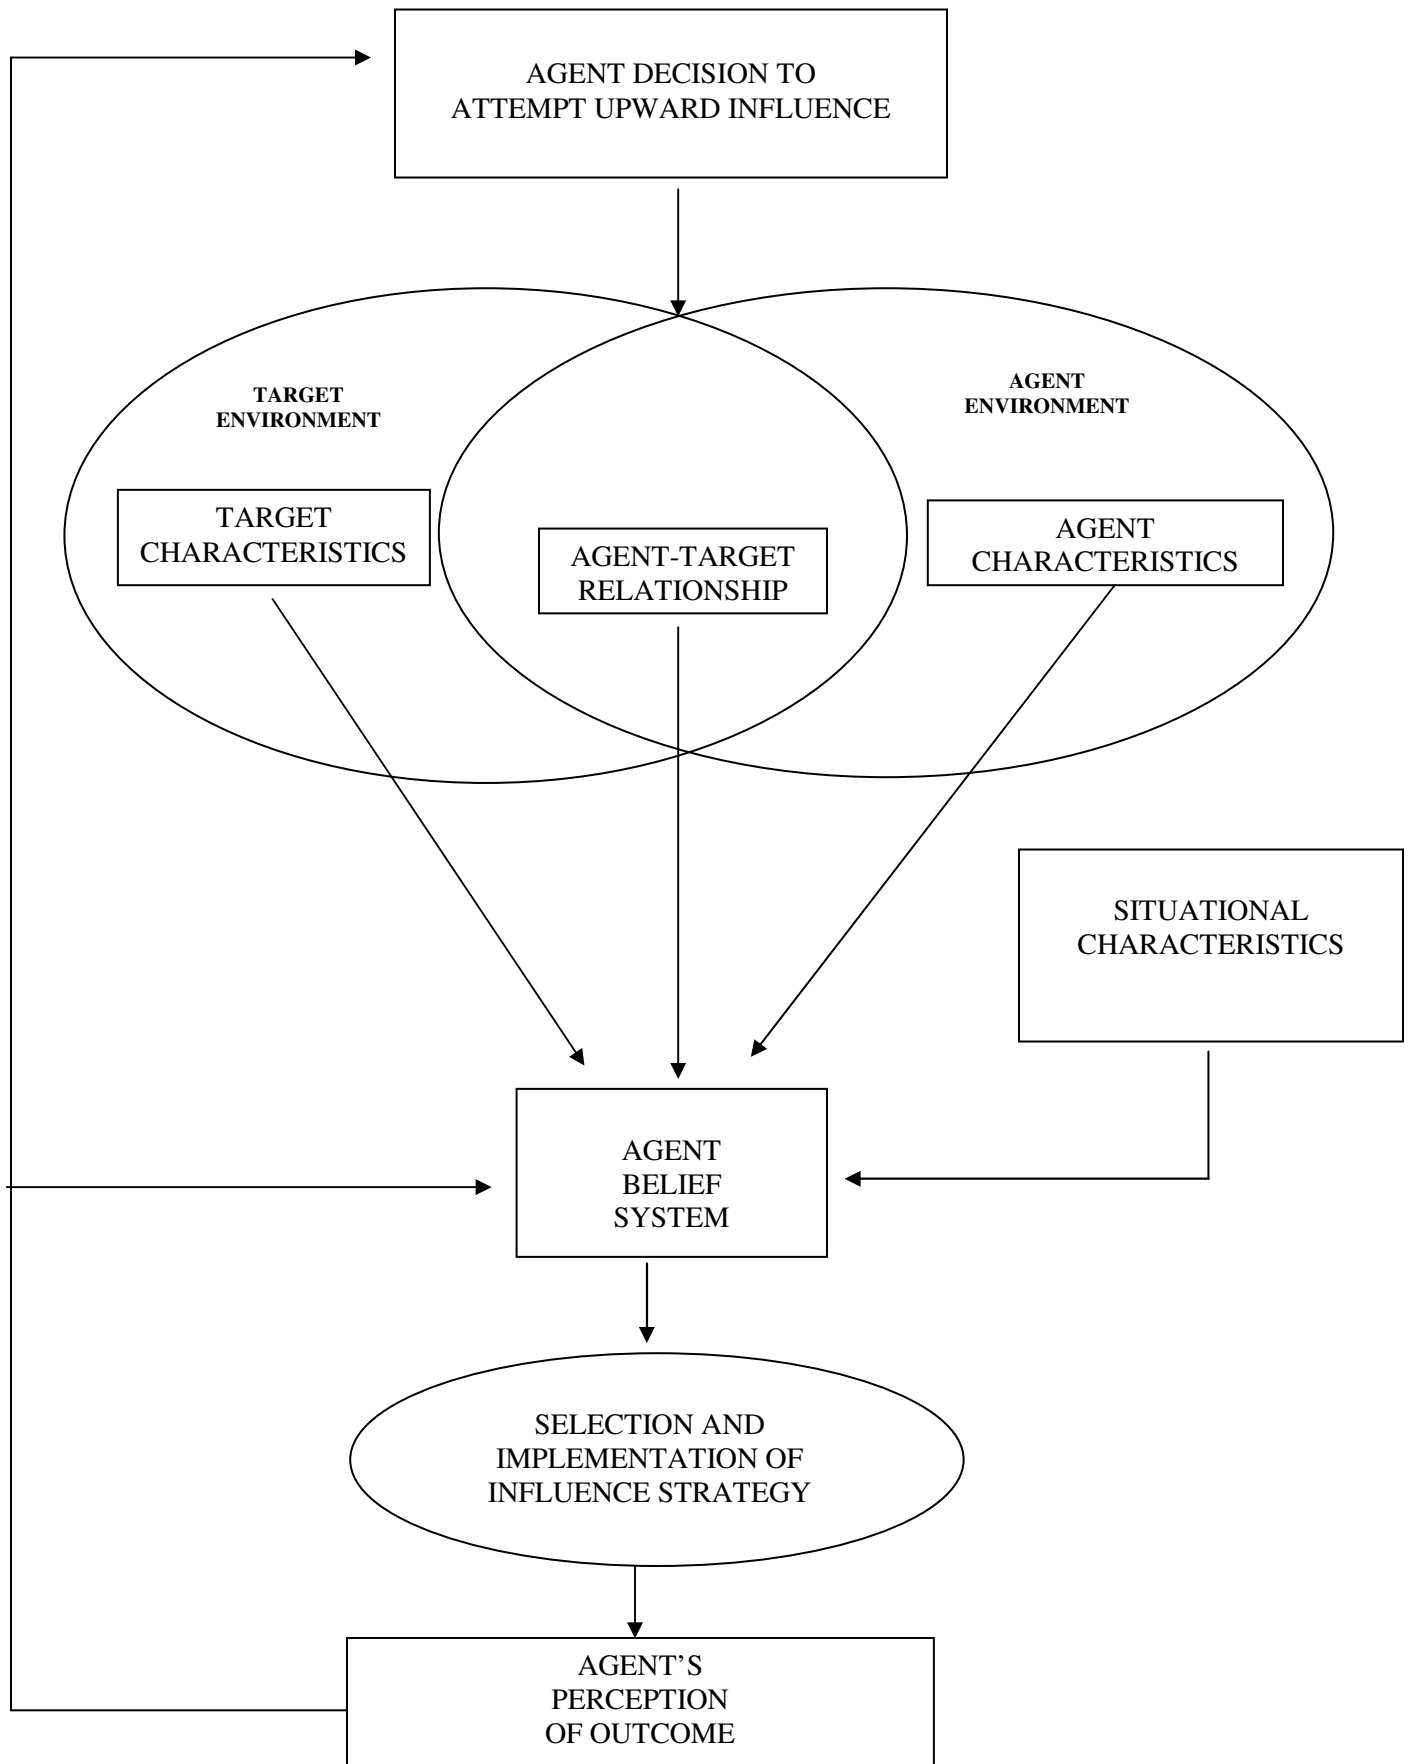 AGENT DECISION TO
ATTEMPT UPWARD INFLUENCE
TARGET
ENVIRONMENT
AGENT
ENVIRONMENT
TARGET
CHARACTERISTICS
AGENT-TARGET
RELATIONSHIP
AGENT
CHARACTERISTICS
SITUATIONAL
CHARACTERISTICS
AGENT
BELIEF
SYSTEM
SELECTION AND
IMPLEMENTATION OF
INFLUENCE STRATEGY
AGENT’S
PERCEPTION
OF OUTCOME